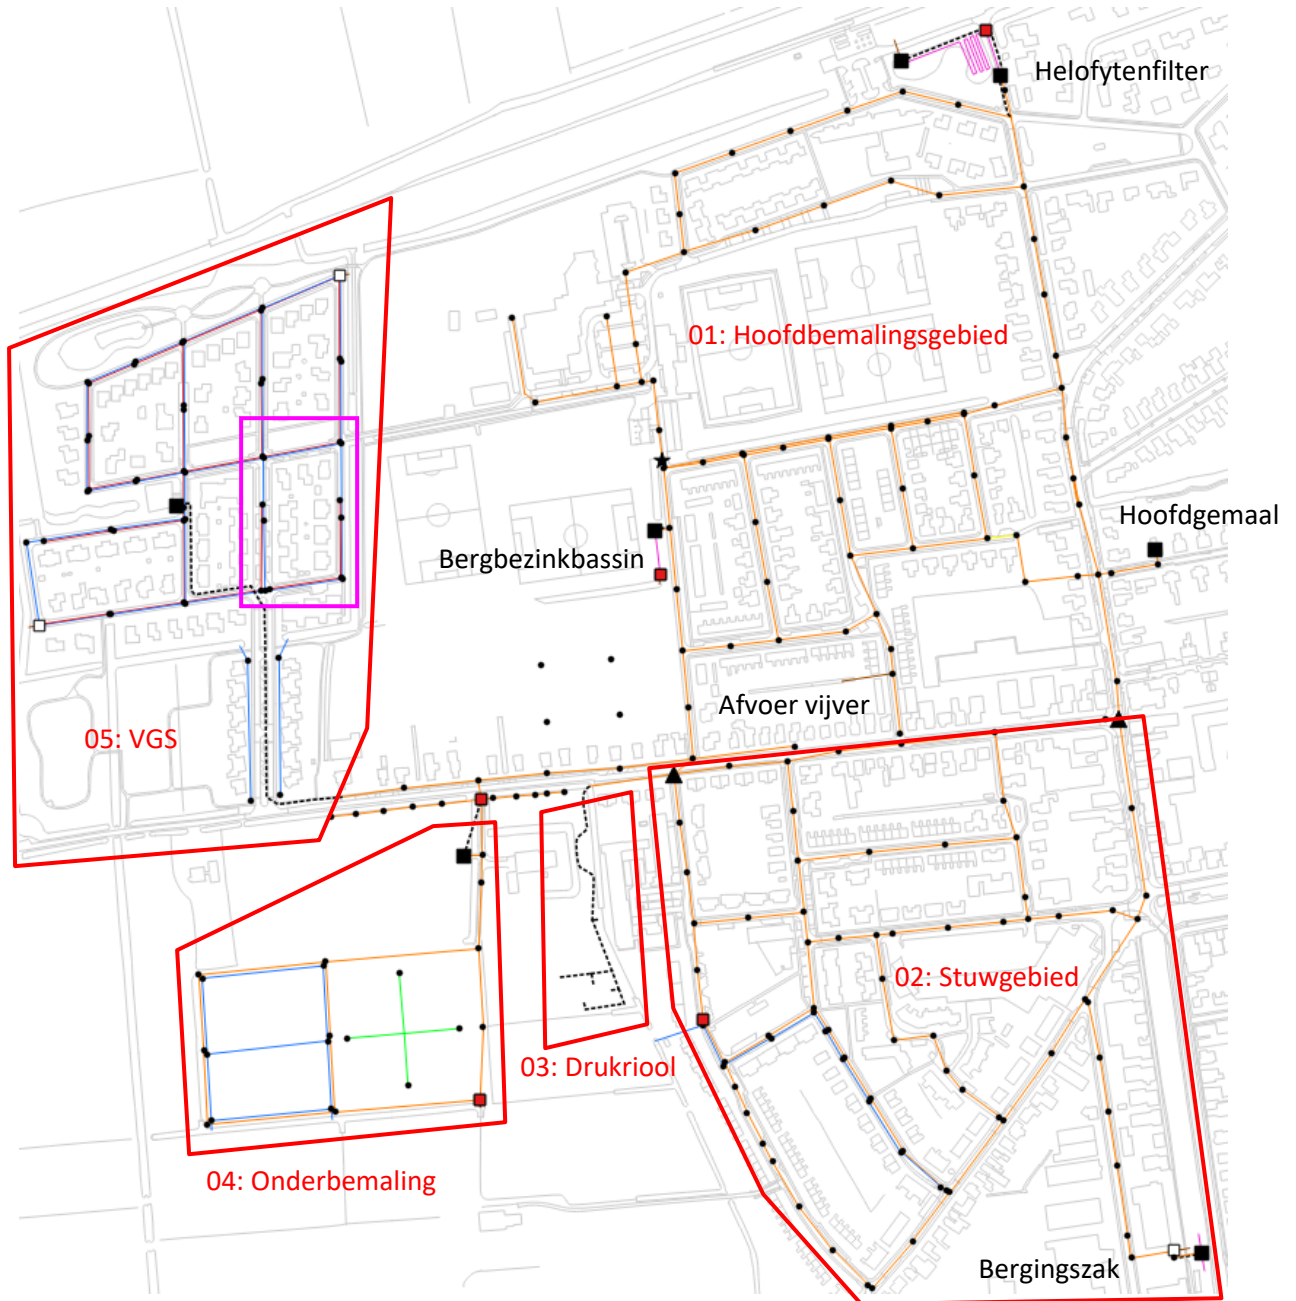 Helofytenfilter
01: Hoofdbemalingsgebied
Hoofdgemaal
Bergbezinkbassin
Afvoer vijver
05: VGS
02: Stuwgebied
03: Drukriool
04: Onderbemaling
Bergingszak